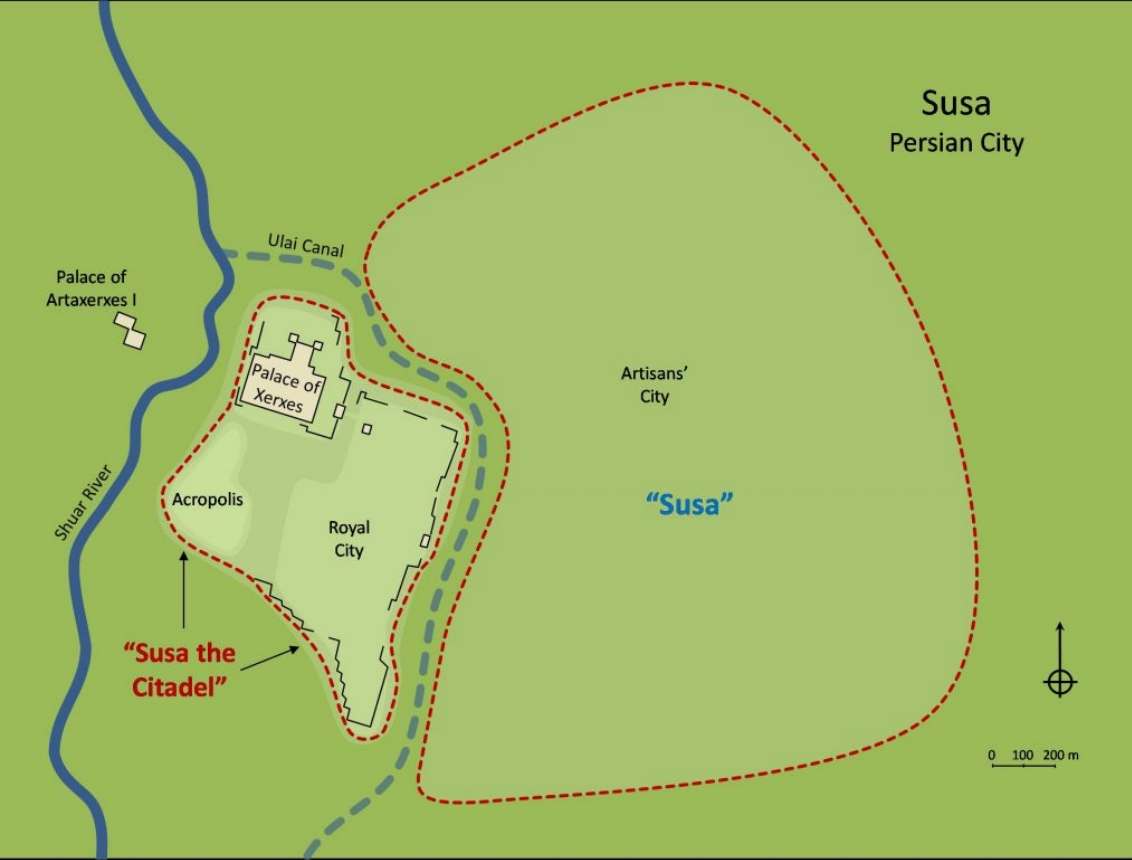 Susa
Persian City
Ulai Canal
Palace of
Artaxerxes I
Palace of
Xerxes
Artisans’
City
Acropolis
“Susa”
Shuar River
Royal
City
“Susa the
Citadel”
0 100 200 m